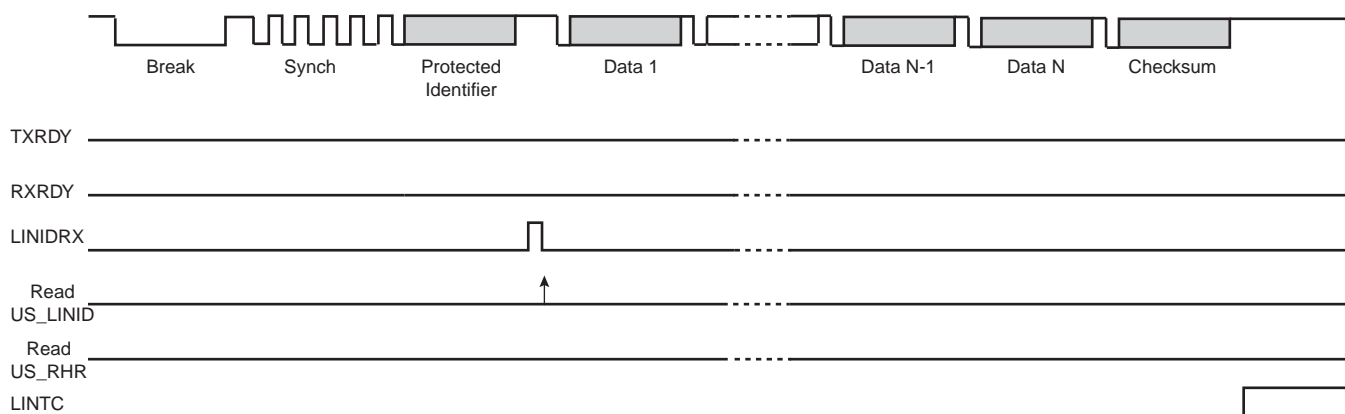 Break
Synch
Protected
Identifier
Data 1
Data N-1
Data N
Checksum
TXRDY
RXRDY
LINIDRX
Read
US_LINID
Read
US_RHR
LINTC